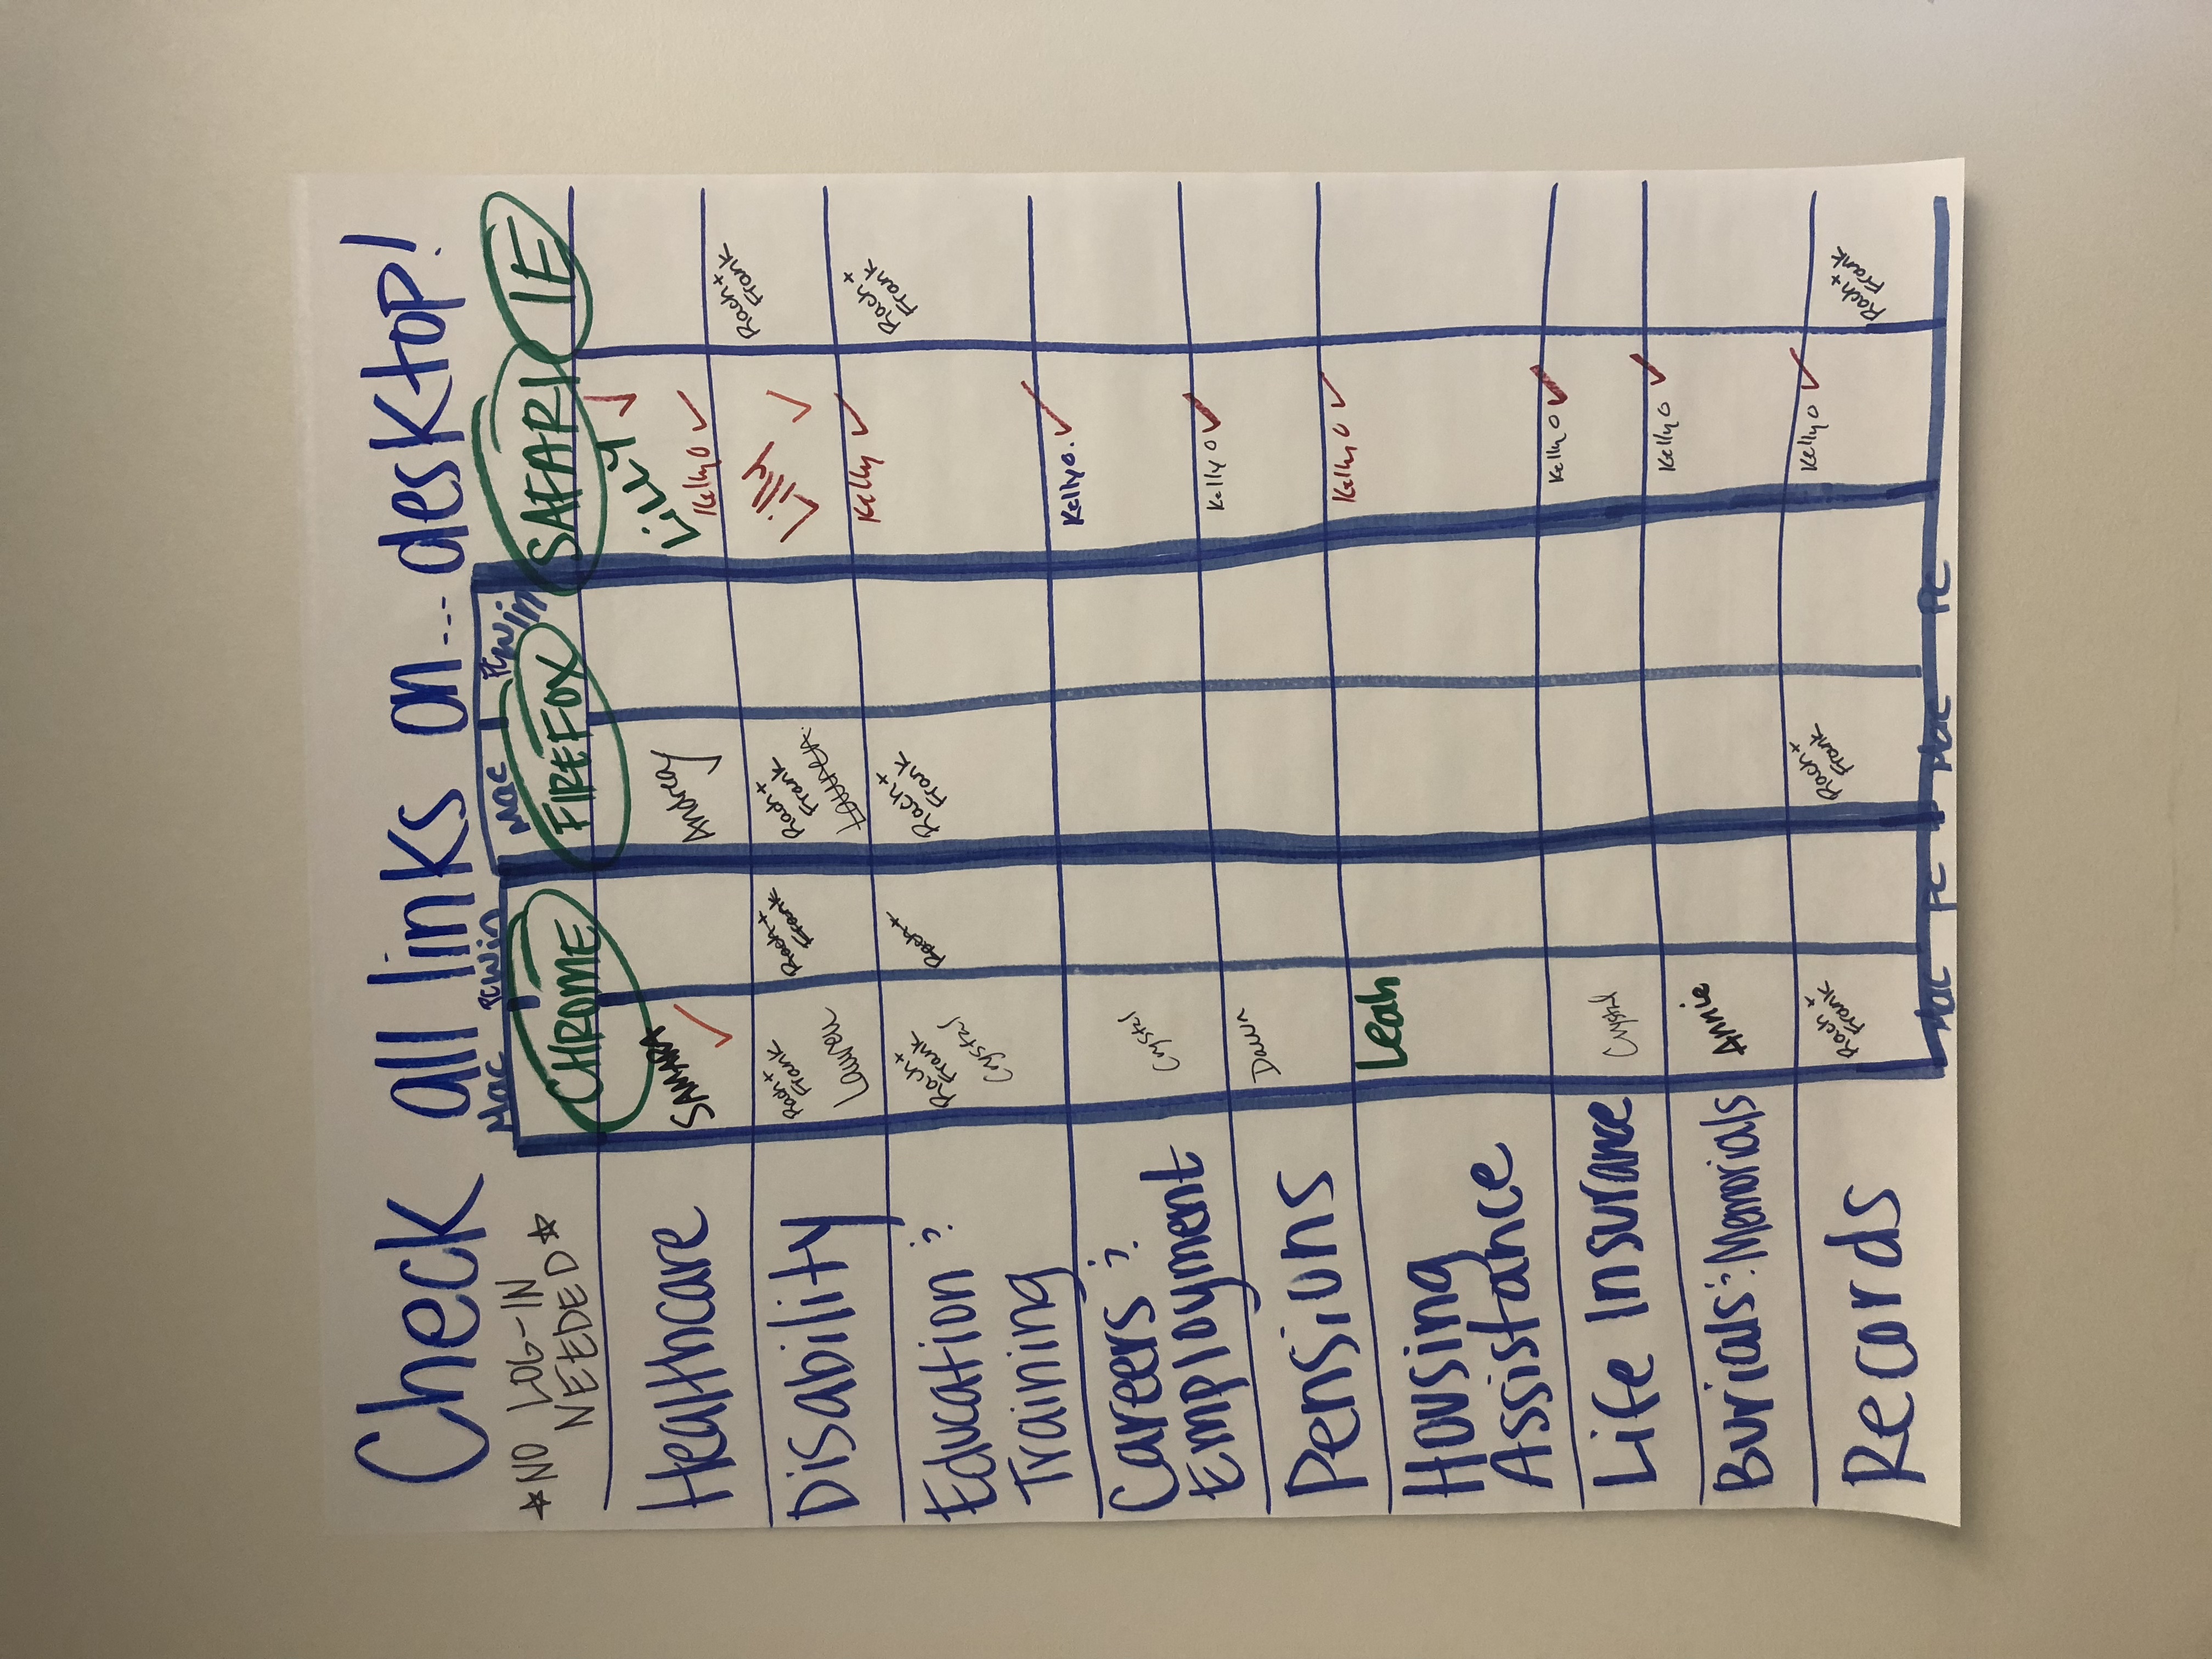 Check all links on... desktop!
Mac PC Win Mac PC Win
*NO LOG-IN
NEEDED*
CHROME FIREFOX SAFARI IE
Healthcare
SAMARA ✓
Andrea ✓
LiLLY ✓
Kelly O ✓
Disability
Rach +
Frank
Lauren
Rach +
Frank
Rach +
Frank
Lauren
Lilly ✓
Rach +
Frank
Education &
Training
Rach +
Frank
Crystal
Rach +
Rach +
Frank
Kelly ✓
Rach +
Frank
Careers &
Employment
Crystal
Kelly O. ✓
Pensions
Dawn
Kelly O ✓
Housing
Assistance
Leah
Kelly O ✓
Life Insurance
Crystal
Kelly O ✓
Burials & Memorials
Annie
Kelly O ✓
Records
Rach +
Frank
Rach +
Frank
Kelly O ✓
Rach +
Frank
Mac PC Mac PC